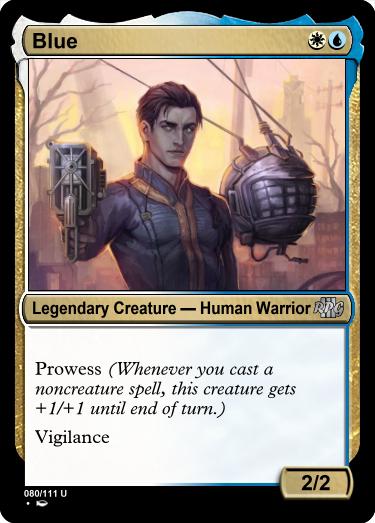 Blue
Legendary Creature — Human Warrior
RPG
Prowess (Whenever you cast a
noncreature spell, this creature gets
+1/+1 until end of turn.)
Vigilance
2/2
080/111 U